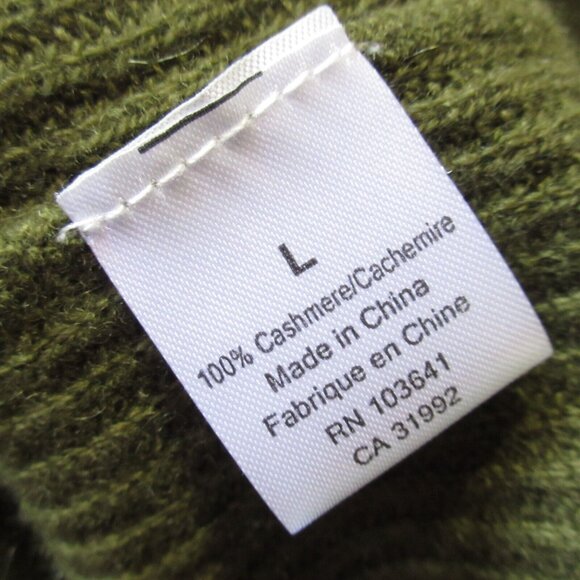 L
100% Cashmere/Cachemire
Made in China
Fabrique en Chine
RN 103641
CA 31992